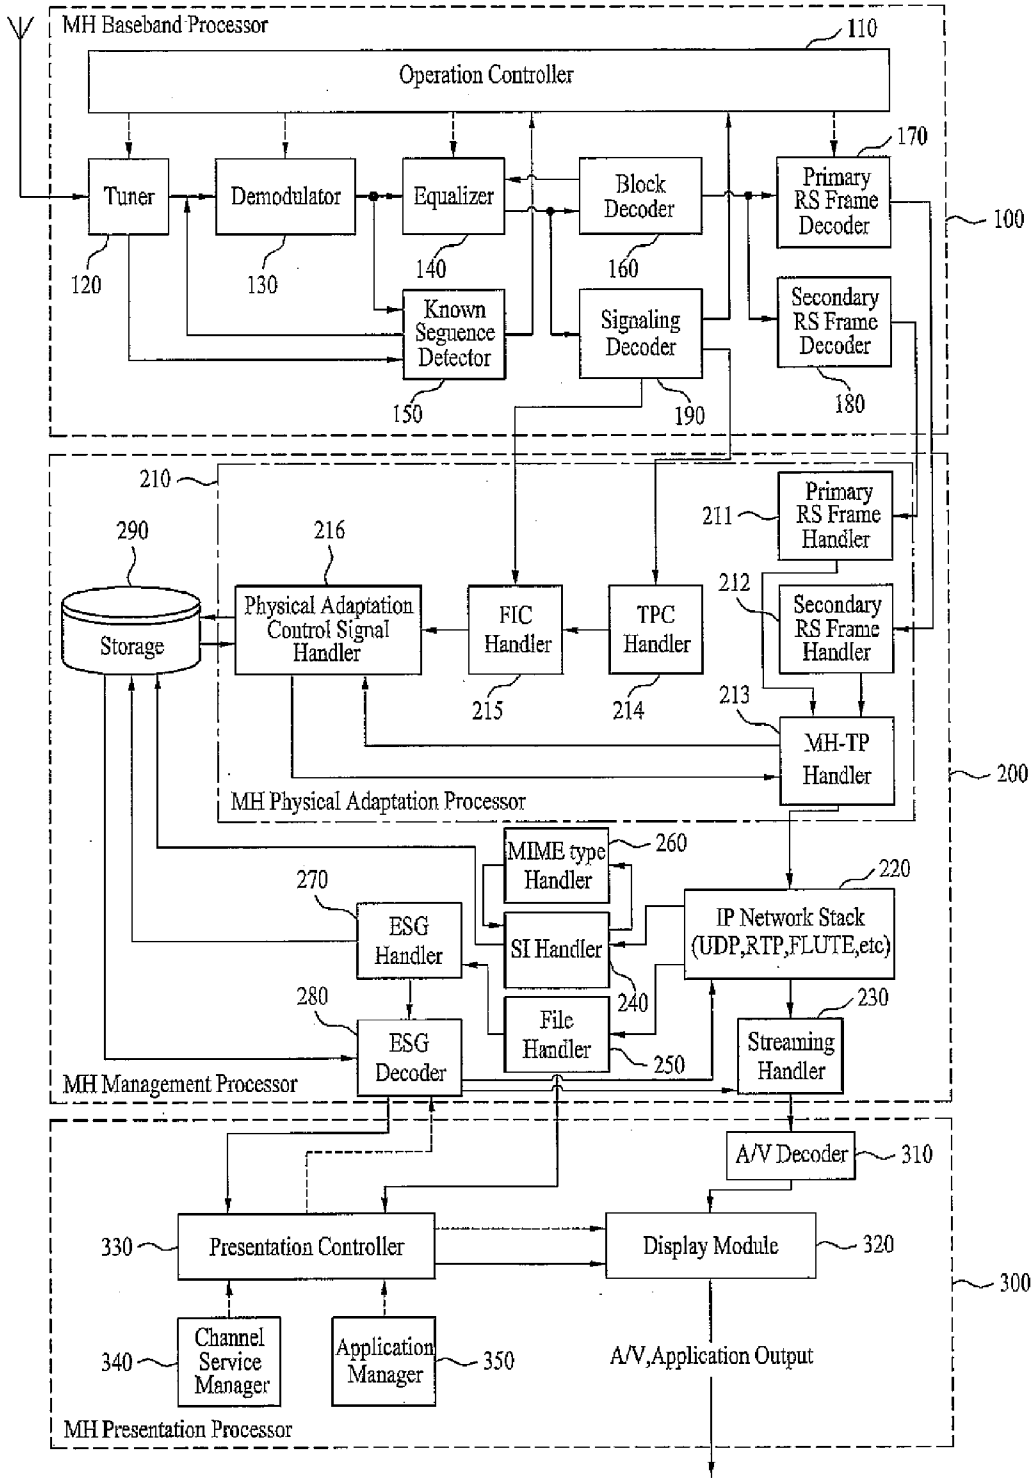 MH Baseband Processor
110
Operation Controller
170
Tuner
Demodulator
Equalizer
Block
Decoder
Primary
RS Frame
Decoder
100
120
130
140
160
Known
Seguence
Detector
Signaling
Decoder
Secondary
RS Frame
Decoder
150
190
180
210
Primary
RS Frame
Handler
211
290
216
212
Storage
Physical Adaptation
Control Signal
Handler
FIC
Handler
TPC
Handler
Secondary
RS Frame
Handler
215
214
213
MH-TP
Handler
200
MH Physical Adaptation Processor
MIME type
Handler
260
270
220
ESG
Handler
SI Handler
IP Network Stack
(UDP,RTP,FLUTE,etc)
240
280
230
ESG
Decoder
File
Handler
250
Streaming
Handler
MH Management Processor
A/V Decoder
310
330
Presentation Controller
Display Module
320
300
340
Channel
Service
Manager
Application
Manager
350
A/V,Application Output
MH Presentation Processor